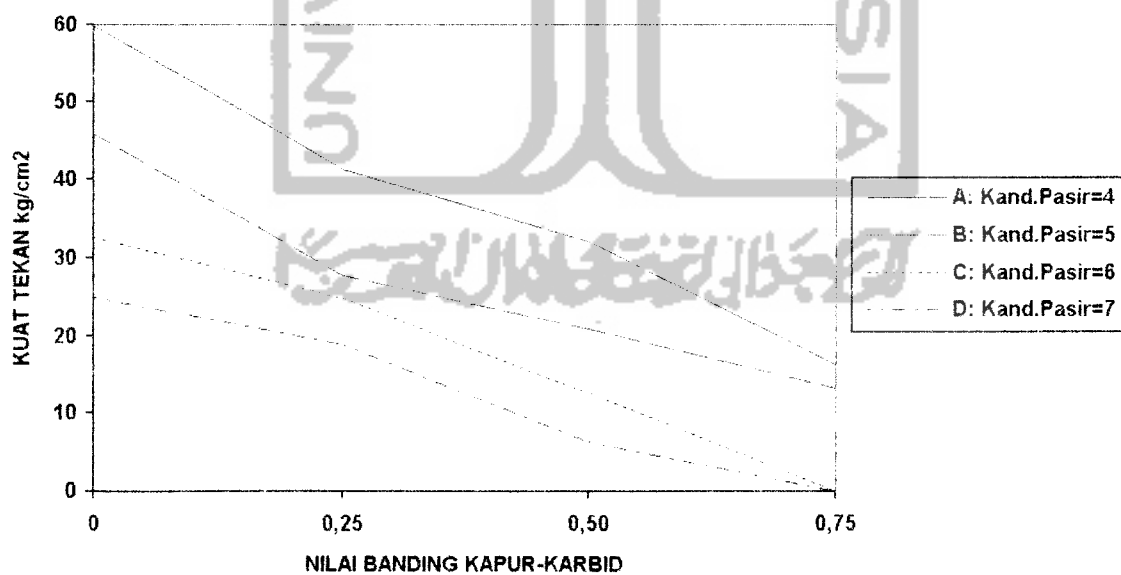 60
50
40
30
20
10
0
KUAT TEKAN kg/cm2
0
0,25
0,50
0,75
NILAI BANDING KAPUR-KARBID
A: Kand.Pasir=4
B: Kand.Pasir=5
C: Kand.Pasir=6
D: Kand.Pasir=7